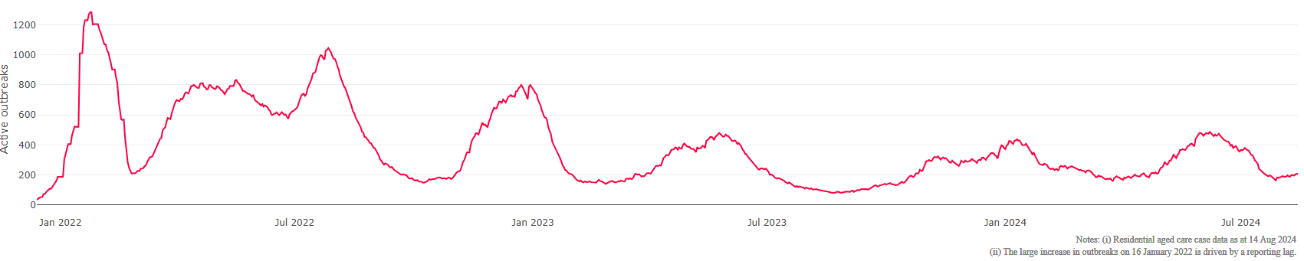 1200
1000
800
600
400
200
0
Active outbreaks
Jan 2022
Jul 2022
Jan 2023
Jul 2023
Jan 2024
Jul 2024
Notes: (i) Residential aged care case data as at 14 Aug 2024
(ii) The large increase in outbreaks on 16 January 2022 is driven by a reporting lag.